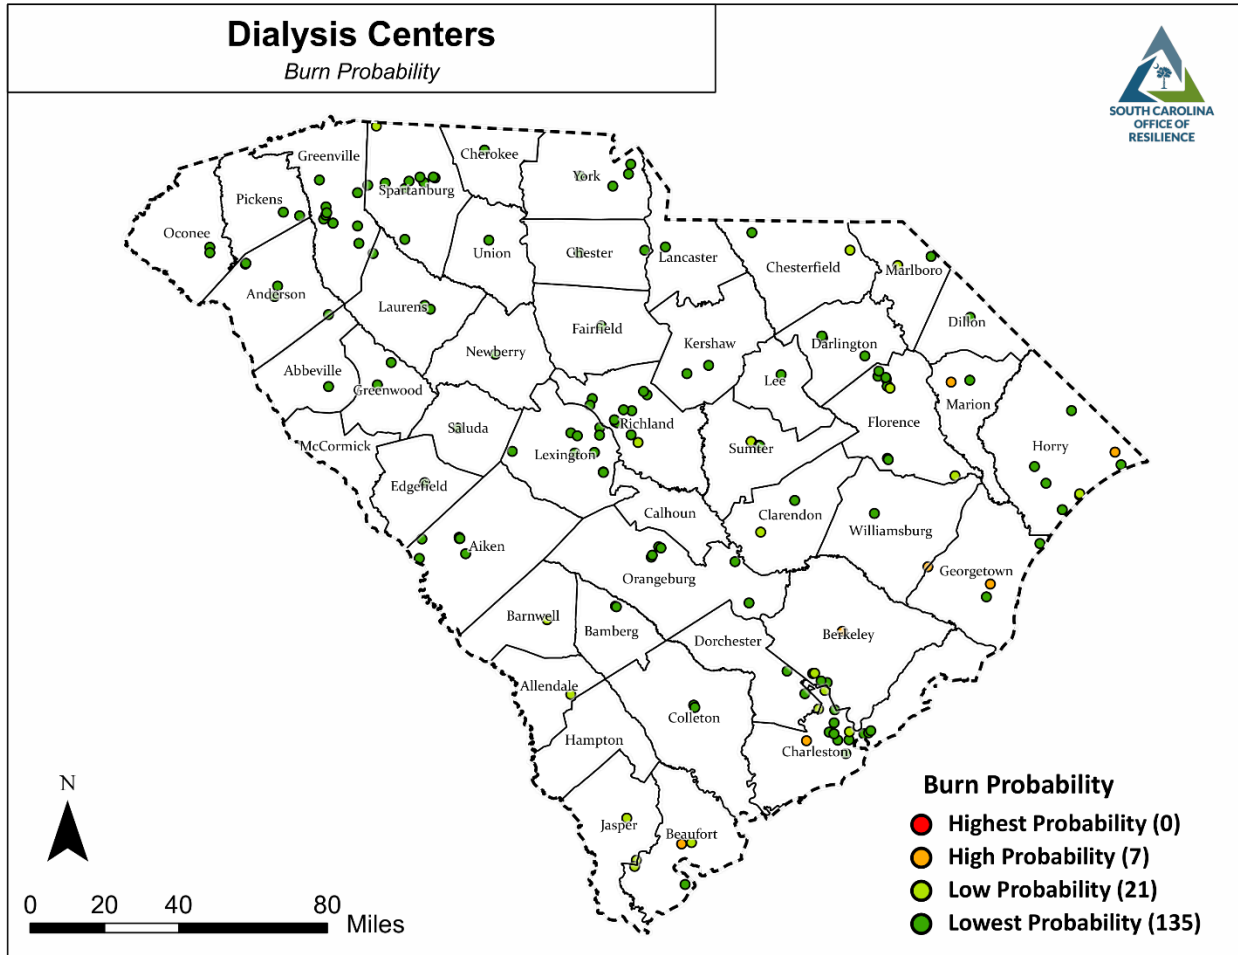 Dialysis Centers
Burn Probability
SOUTH CAROLINA
OFFICE OF
RESILIENCE
Greenville
Cherokee
York
Spartanburg
Pickens
Oconee
Union
Chester
Lancaster
Chesterfield
Marlboro
Anderson
Laurens
Fairfield
Kershaw
Darlington
Dillon
Newberry
Abbeville
Greenwood
Lee
Marion
Saluda
Richland
Florence
Horry
McCormick
Lexington
Sumter
Edgefield
Calhoun
Clarendon
Williamsburg
Aiken
Orangeburg
Georgetown
Barnwell
Bamberg
Dorchester
Berkeley
Allendale
Colleton
Hampton
Charleston
Jasper
Beaufort
N
0 20 40 80 Miles
Burn Probability
Highest Probability (0)
High Probability (7)
Low Probability (21)
Lowest Probability (135)